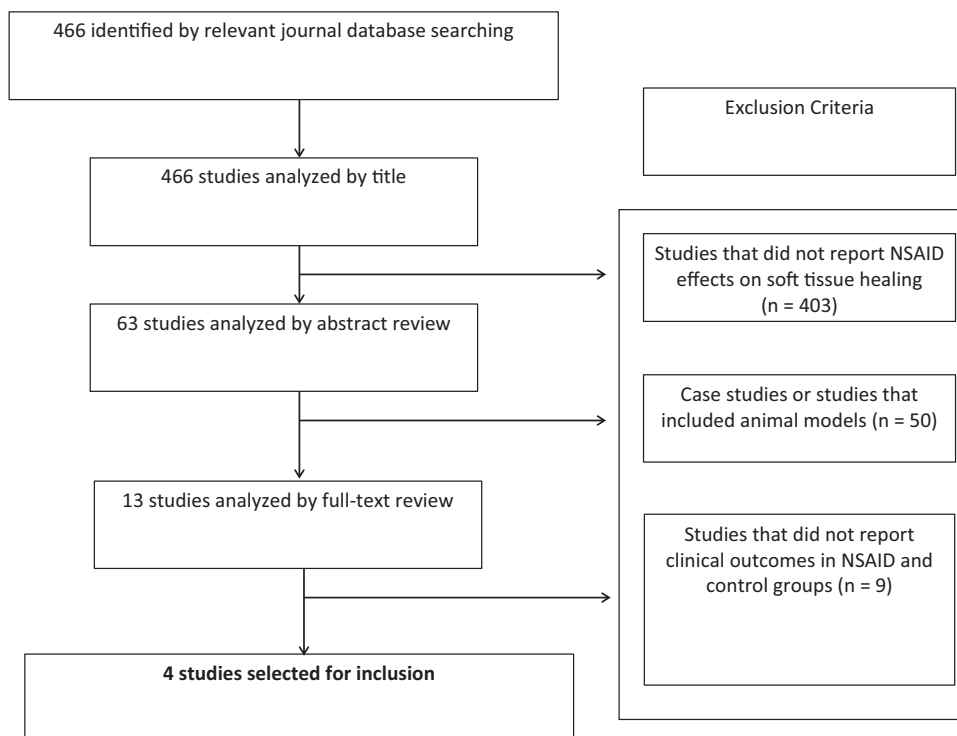 466 identified by relevant journal database searching
Exclusion Criteria
466 studies analyzed by title
Studies that did not report NSAID
effects on soft tissue healing
(n = 403)
63 studies analyzed by abstract review
Case studies or studies that
included animal models (n = 50)
13 studies analyzed by full-text review
Studies that did not report
clinical outcomes in NSAID and
control groups (n = 9)
4 studies selected for inclusion